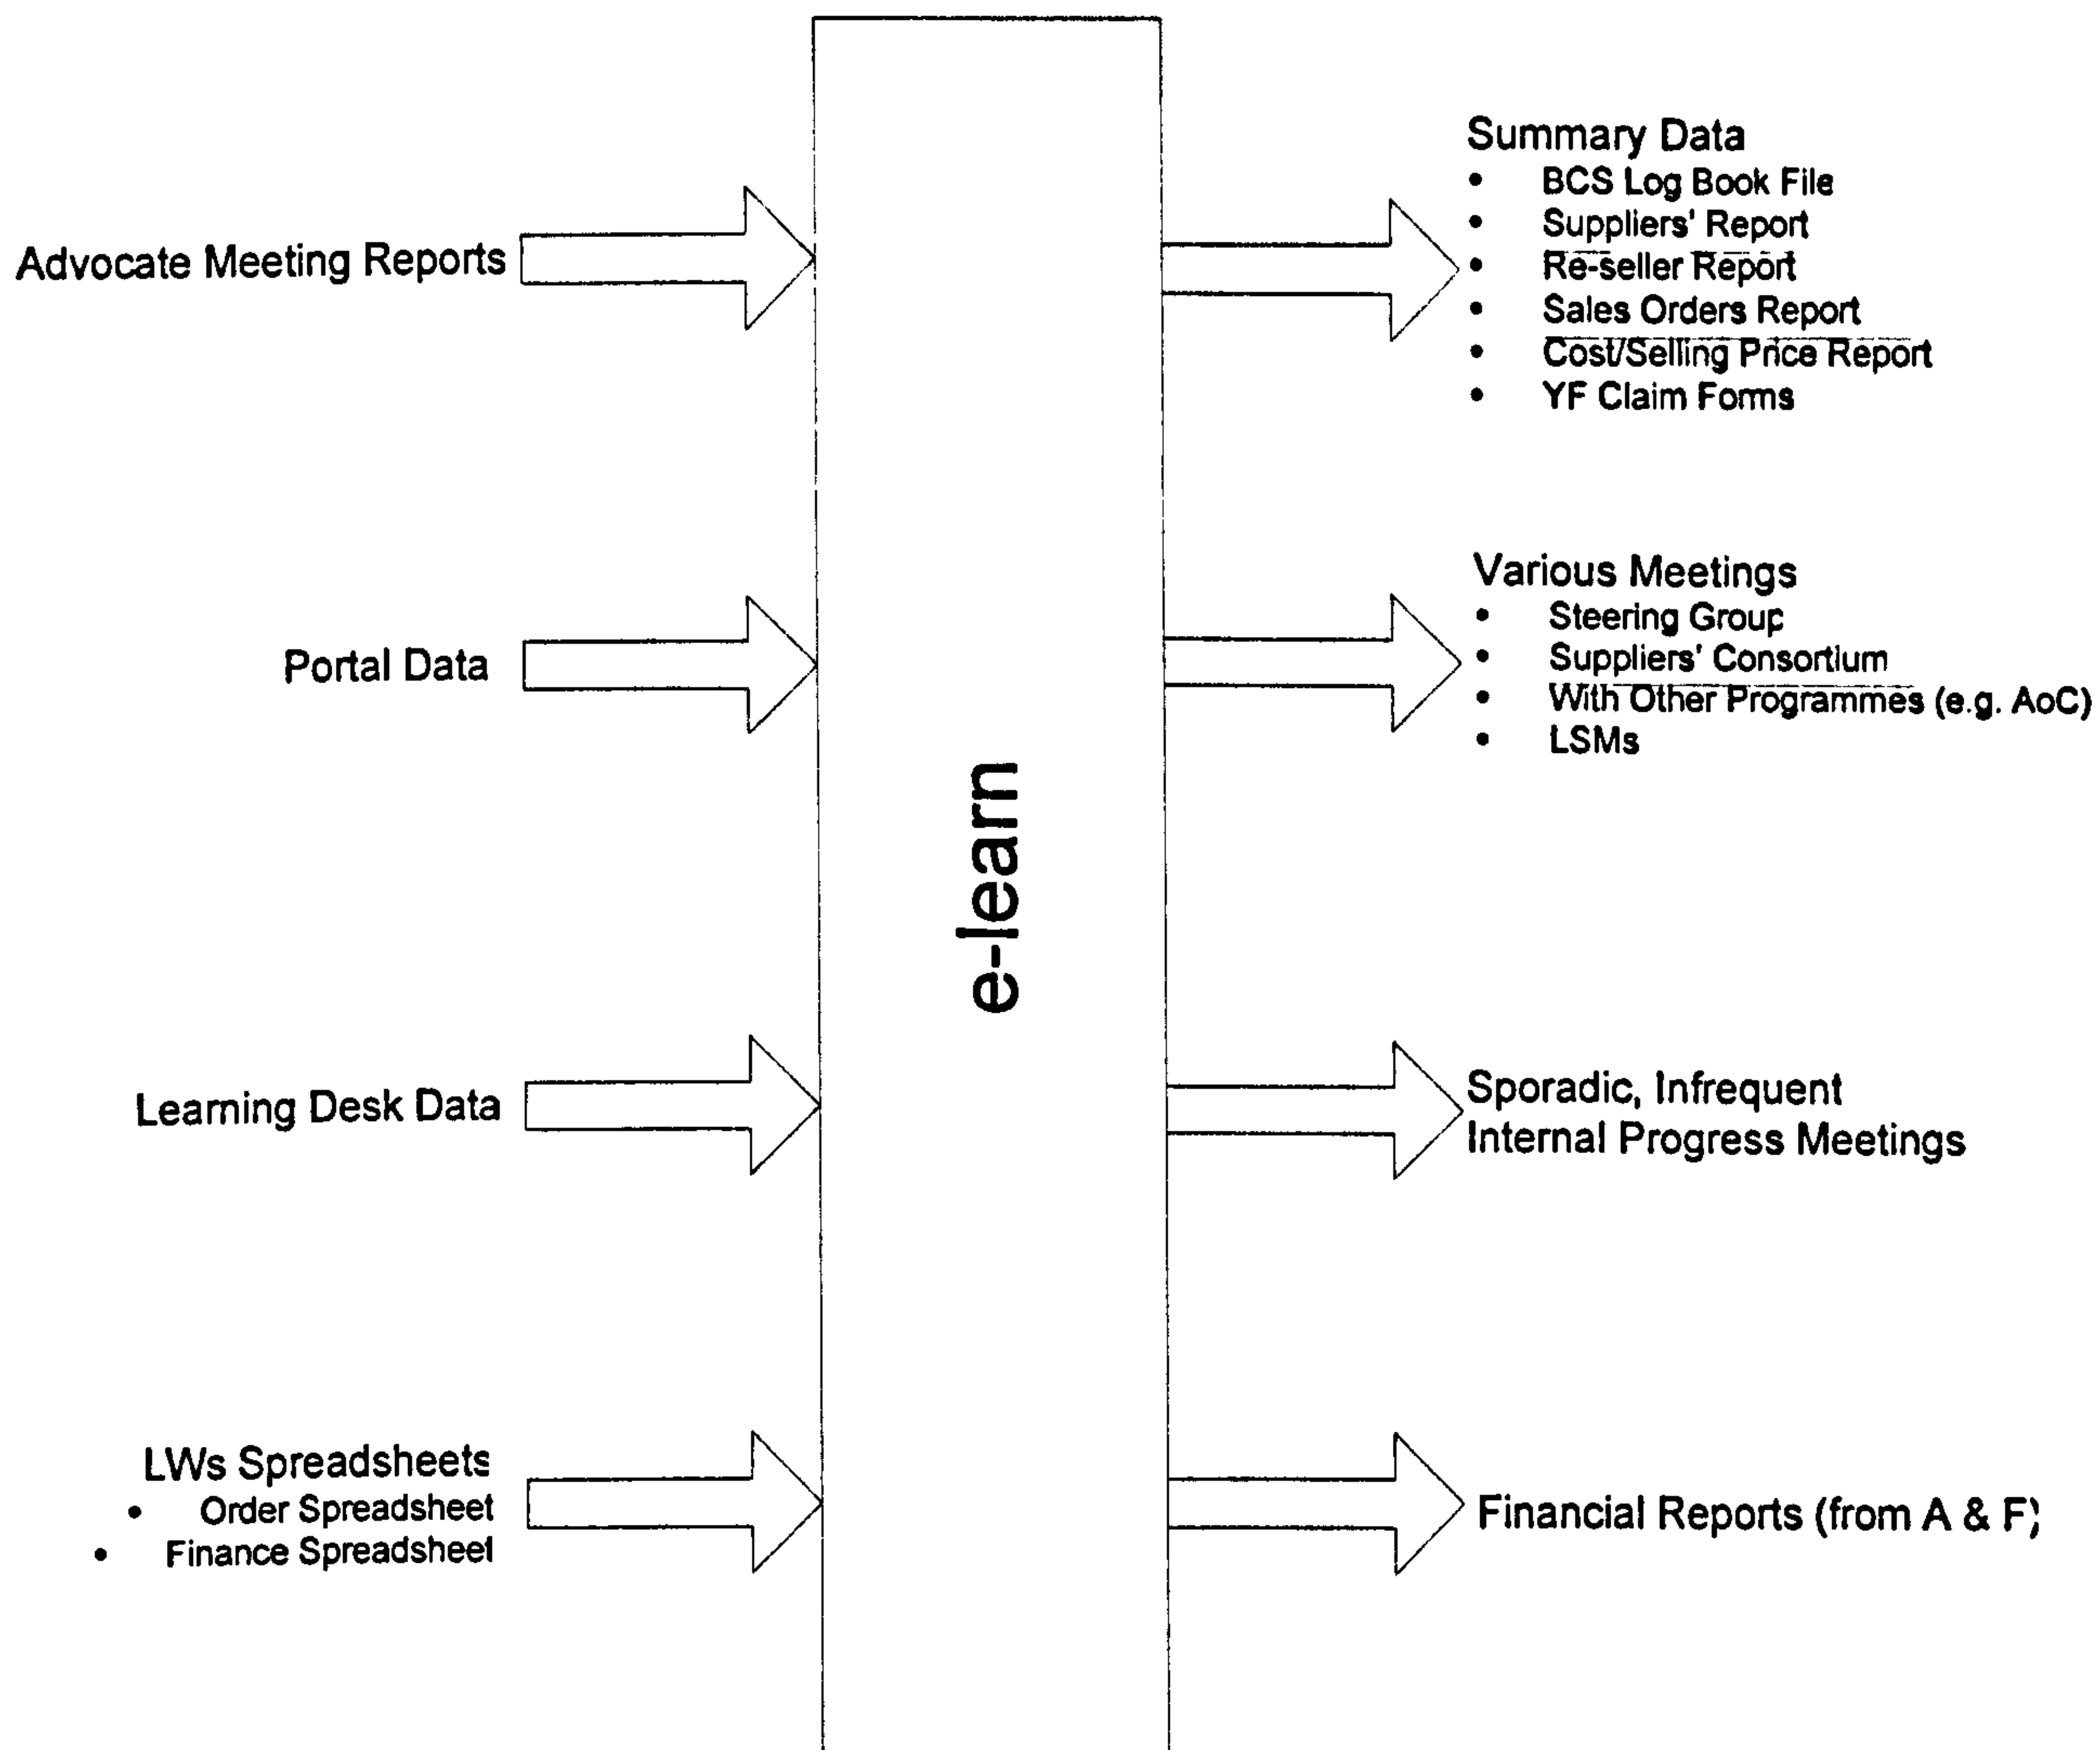 Advocate Meeting Reports
Portal Data
Learning Desk Data
LWs Spreadsheets
• Order Spreadsheet
• Finance Spreadsheet
e-learn
Summary Data
• BCS Log Book File
• Suppliers' Report
• Re-seller Report
• Sales Orders Report
• Cost/Selling Price Report
• YF Claim Forms
Various Meetings
• Steering Group
• Suppliers' Consortium
• With Other Programmes (e.g. AoC)
• LSMs
Sporadic, Infrequent
Internal Progress Meetings
Financial Reports (from A & F)